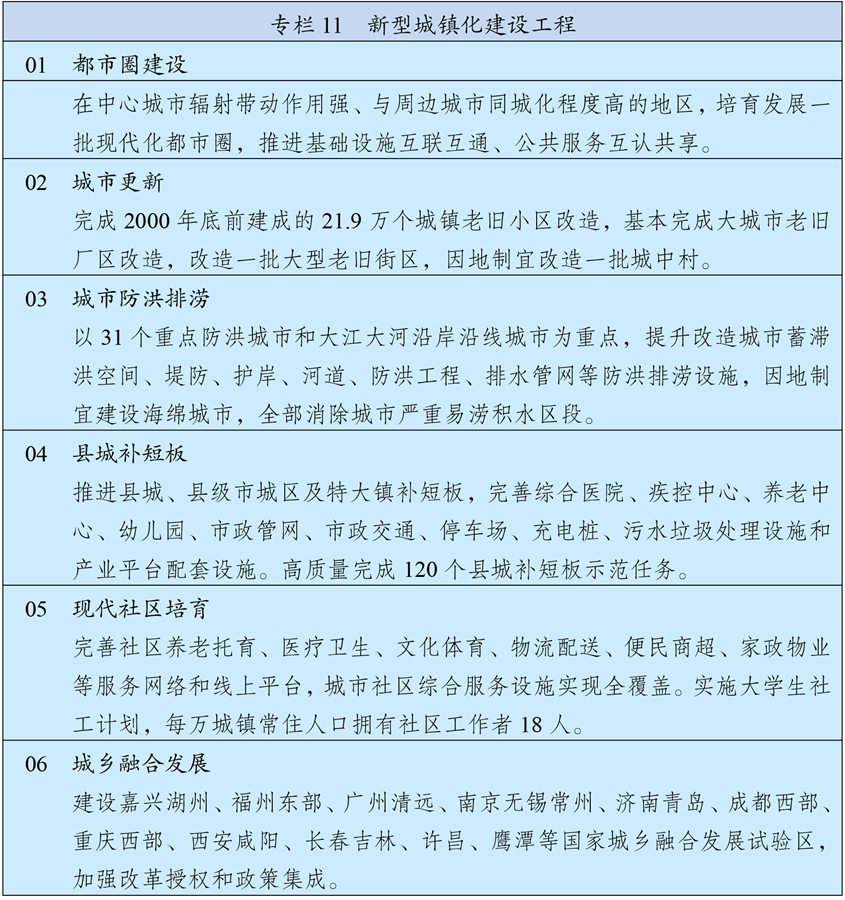 专栏 11 新型城镇化建设工程
01 都市圈建设
在中心城市辐射带动作用强、与周边城市同城化程度高的地区，培育发展一
批现代化都市圈，推进基础设施互联互通、公共服务互认共享。
02 城市更新
完成 2000 年底前建成的 21.9 万个城镇老旧小区改造，基本完成大城市老旧
厂区改造，改造一批大型老旧街区，因地制宜改造一批城中村。
03 城市防洪排涝
以 31 个重点防洪城市和大江大河沿岸沿线城市为重点，提升改造城市蓄滞
洪空间、堤防、护岸、河道、防洪工程、排水管网等防洪排涝设施，因地制
宜建设海绵城市，全部消除城市严重易涝积水区段。
04 县城补短板
推进县城、县级市城区及特大镇补短板，完善综合医院、疾控中心、养老中
心、幼儿园、市政管网、市政交通、停车场、充电桩、污水垃圾处理设施和
产业平台配套设施。高质量完成 120 个县城补短板示范任务。
05 现代社区培育
完善社区养老托育、医疗卫生、文化体育、物流配送、便民商超、家政物业
等服务网络和线上平台，城市社区综合服务设施实现全覆盖。实施大学生社
工计划，每万城镇常住人口拥有社区工作者 18 人。
06 城乡融合发展
建设嘉兴湖州、福州东部、广州清远、南京无锡常州、济南青岛、成都西部、
重庆西部、西安咸阳、长春吉林、许昌、鹰潭等国家城乡融合发展试验区，
加强改革授权和政策集成。